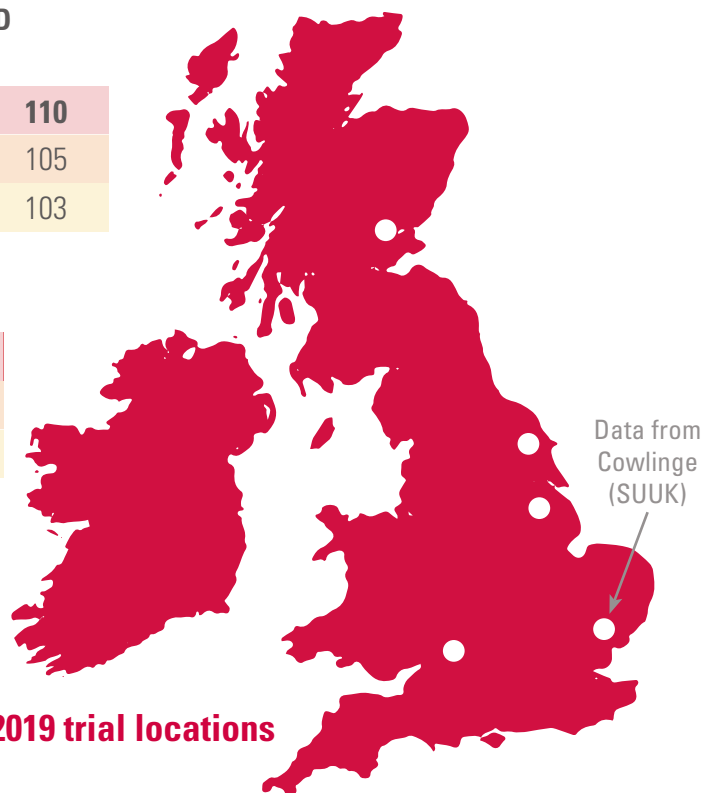 110
105
103
Data from
Cowlinge
(SUUK)
2019 trial locations